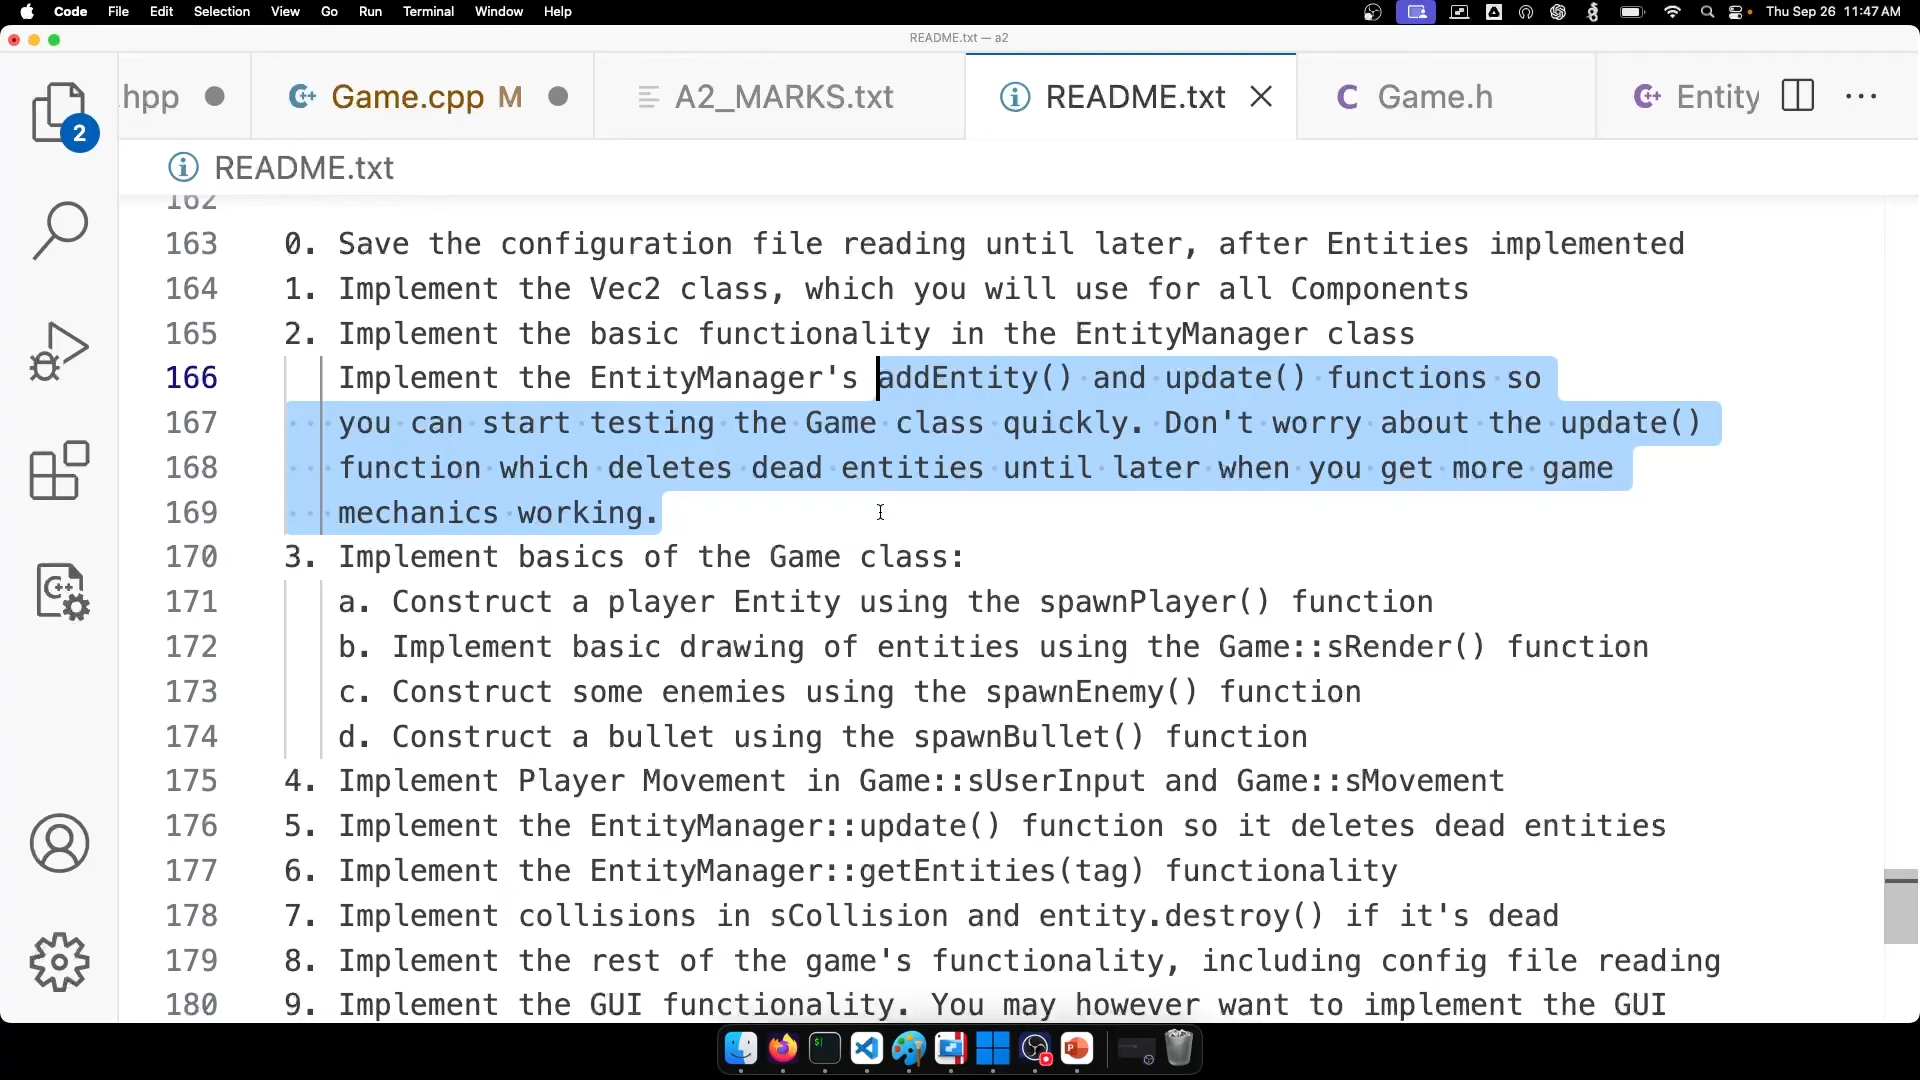 Code File Edit Selection View Go Run Terminal Window Help Thu Sep 26 11:47 AM
README.txt — a2
.hpp Game.cpp M A2_MARKS.txt README.txt Game.h Entity
2
README.txt
162
163 0. Save the configuration file reading until later, after Entities implemented
164 1. Implement the Vec2 class, which you will use for all Components
165 2. Implement the basic functionality in the EntityManager class
166 Implement the EntityManager's addEntity() and update() functions so
167 you can start testing the Game class quickly. Don't worry about the update()
168 function which deletes dead entities until later when you get more game
169 mechanics working.
170 3. Implement basics of the Game class:
171 a. Construct a player Entity using the spawnPlayer() function
172 b. Implement basic drawing of entities using the Game::sRender() function
173 c. Construct some enemies using the spawnEnemy() function
174 d. Construct a bullet using the spawnBullet() function
175 4. Implement Player Movement in Game::sUserInput and Game::sMovement
176 5. Implement the EntityManager::update() function so it deletes dead entities
177 6. Implement the EntityManager::getEntities(tag) functionality
178 7. Implement collisions in sCollision and entity.destroy() if it's dead
179 8. Implement the rest of the game's functionality, including config file reading
180 9. Implement the GUI functionality. You may however want to implement the GUI